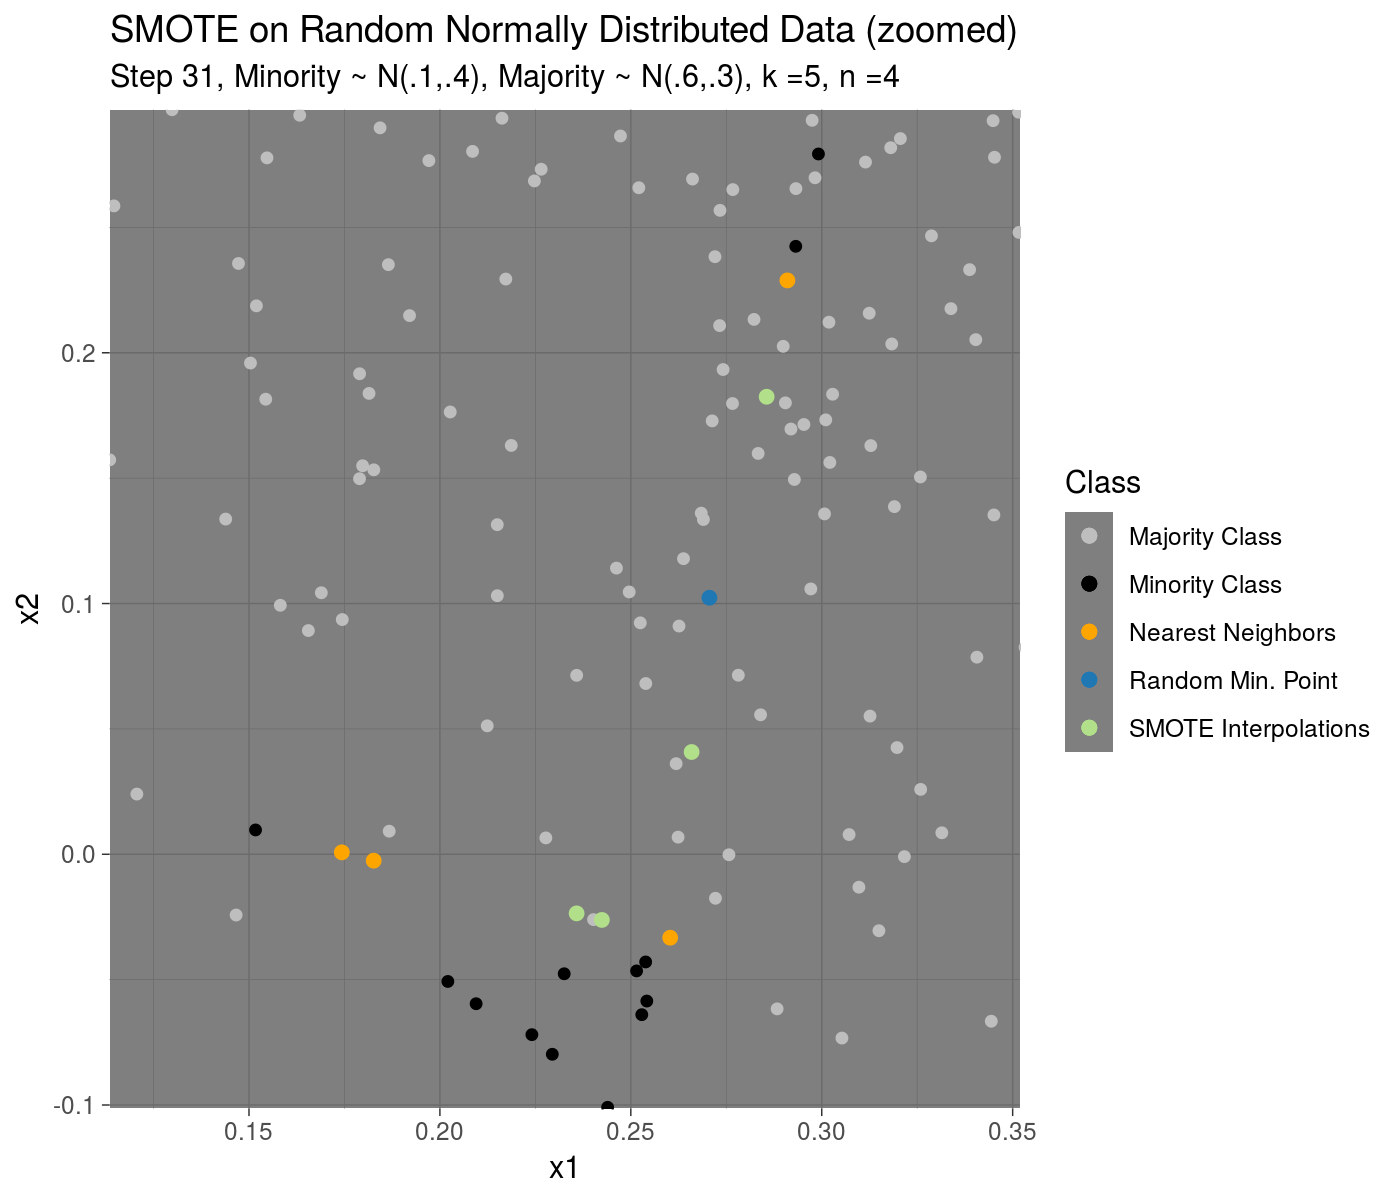 SMOTE on Random Normally Distributed Data (zoomed)
Step 31, Minority ~ N(.1,.4), Majority ~ N(.6,.3), k =5, n =4
x2
0.2
0.1
0.0
-0.1
0.15 0.20 0.25 0.30 0.35
x1
Class
Majority Class
Minority Class
Nearest Neighbors
Random Min. Point
SMOTE Interpolations